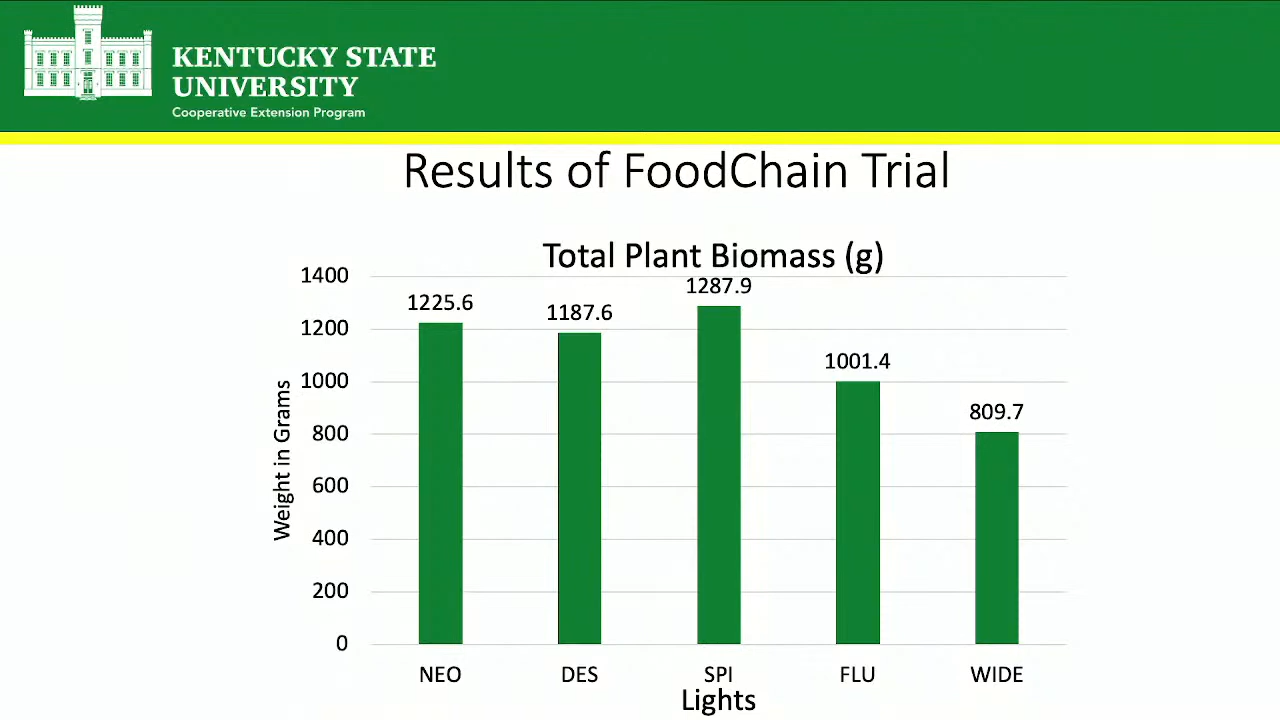 KENTUCKY STATE
UNIVERSITY
Cooperative Extension Program
Results of FoodChain Trial
Total Plant Biomass (g)
1400
1200
1000
800
600
400
200
0
Weight in Grams
1225.6
1187.6
1287.9
1001.4
809.7
NEO DES SPI FLU WIDE
Lights